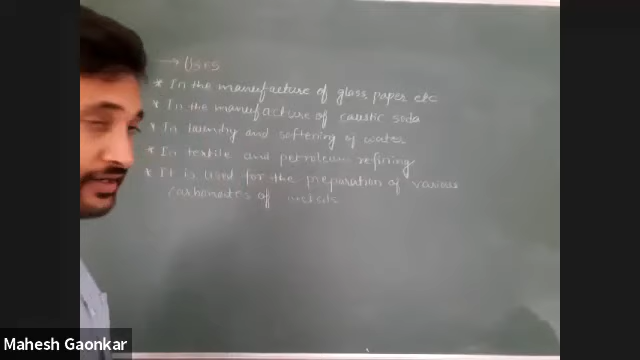 → USES
* In the manufacture of glass paper etc
* In the manufacture of caustic soda
* In laundry and softening of water
* In textile and petroleum refining
* It is used for the preparation of various
carbonates of metals
Mahesh Gaonkar